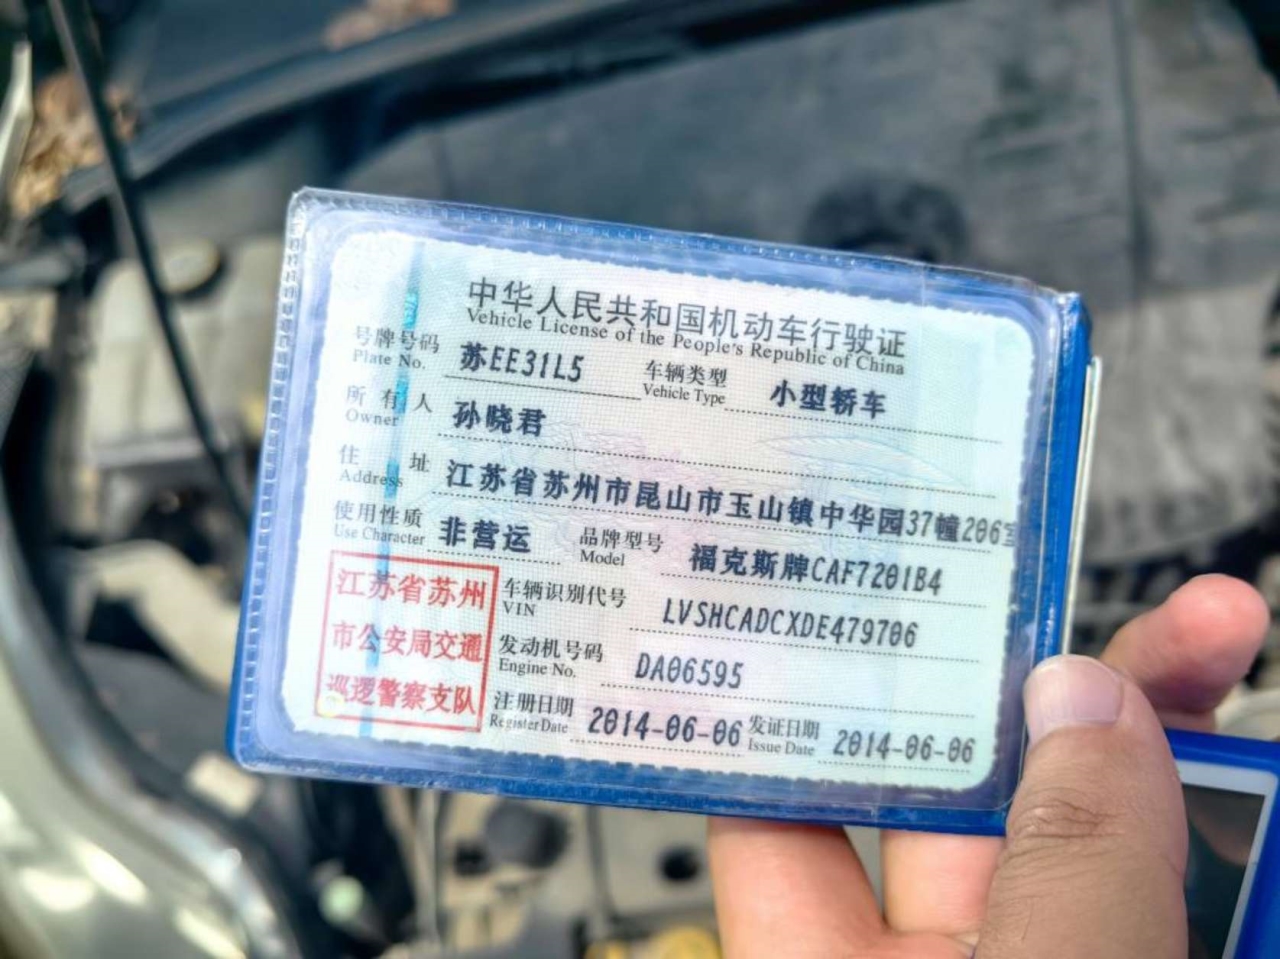 中华人民共和国机动车行驶证
Vehicle License of the People's Republic of China
号牌号码 苏EE31L5 车辆类型 小型轿车
Plate No. Vehicle Type
所有人 孙晓君
Owner
住址 江苏省苏州市昆山市玉山镇中华园37幢206室
Address
使用性质 非营运 品牌型号 福克斯牌CAF7201B4
Use Character Model
江苏省苏州
市公安局交通
巡逻警察支队
车辆识别代号 LVSHCADCXDE479706
VIN
发动机号码 DA06595
Engine No.
注册日期 2014-06-06 发证日期 2014-06-06
Register Date Issue Date